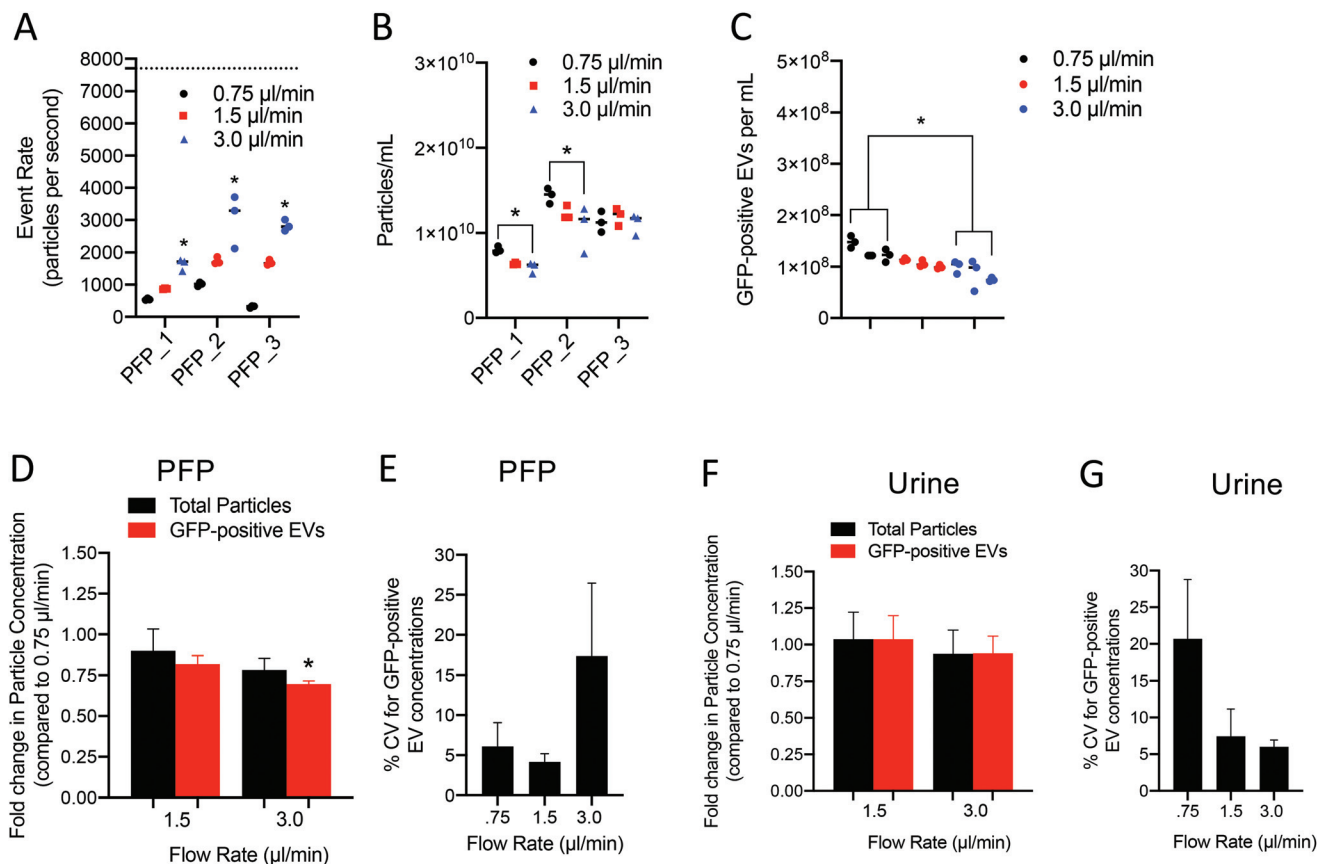 A
Event Rate
(particles per second)
8000
7000
6000
5000
4000
3000
2000
1000
0
0.75 µl/min
1.5 µl/min
3.0 µl/min
*
*
*
PFP_1
PFP_2
PFP_3
B
Particles/mL
3×10¹⁰
2×10¹⁰
1×10¹⁰
0
0.75 µl/min
1.5 µl/min
3.0 µl/min
*
*
PFP_1
PFP_2
PFP_3
C
GFP-positive EVs per mL
5×10⁸
4×10⁸
3×10⁸
2×10⁸
1×10⁸
0
0.75 µl/min
1.5 µl/min
3.0 µl/min
*
D
PFP
Total Particles
GFP-positive EVs
Fold change in Particle Concentration
(compared to 0.75 µl/min)
1.50
1.25
1.00
0.75
0.50
0.25
0.00
*
1.5
3.0
Flow Rate (µl/min)
E
PFP
% CV for GFP-positive
EV concentrations
30
25
20
15
10
5
0
.75
1.5
3.0
Flow Rate (µl/min)
F
Urine
Total Particles
GFP-positive EVs
Fold change in Particle Concentration
(compared to 0.75 µl/min)
1.50
1.25
1.00
0.75
0.50
0.25
0.00
1.5
3.0
Flow Rate (µl/min)
G
Urine
% CV for GFP-positive
EV concentrations
30
25
20
15
10
5
0
.75
1.5
3.0
Flow Rate (µl/min)